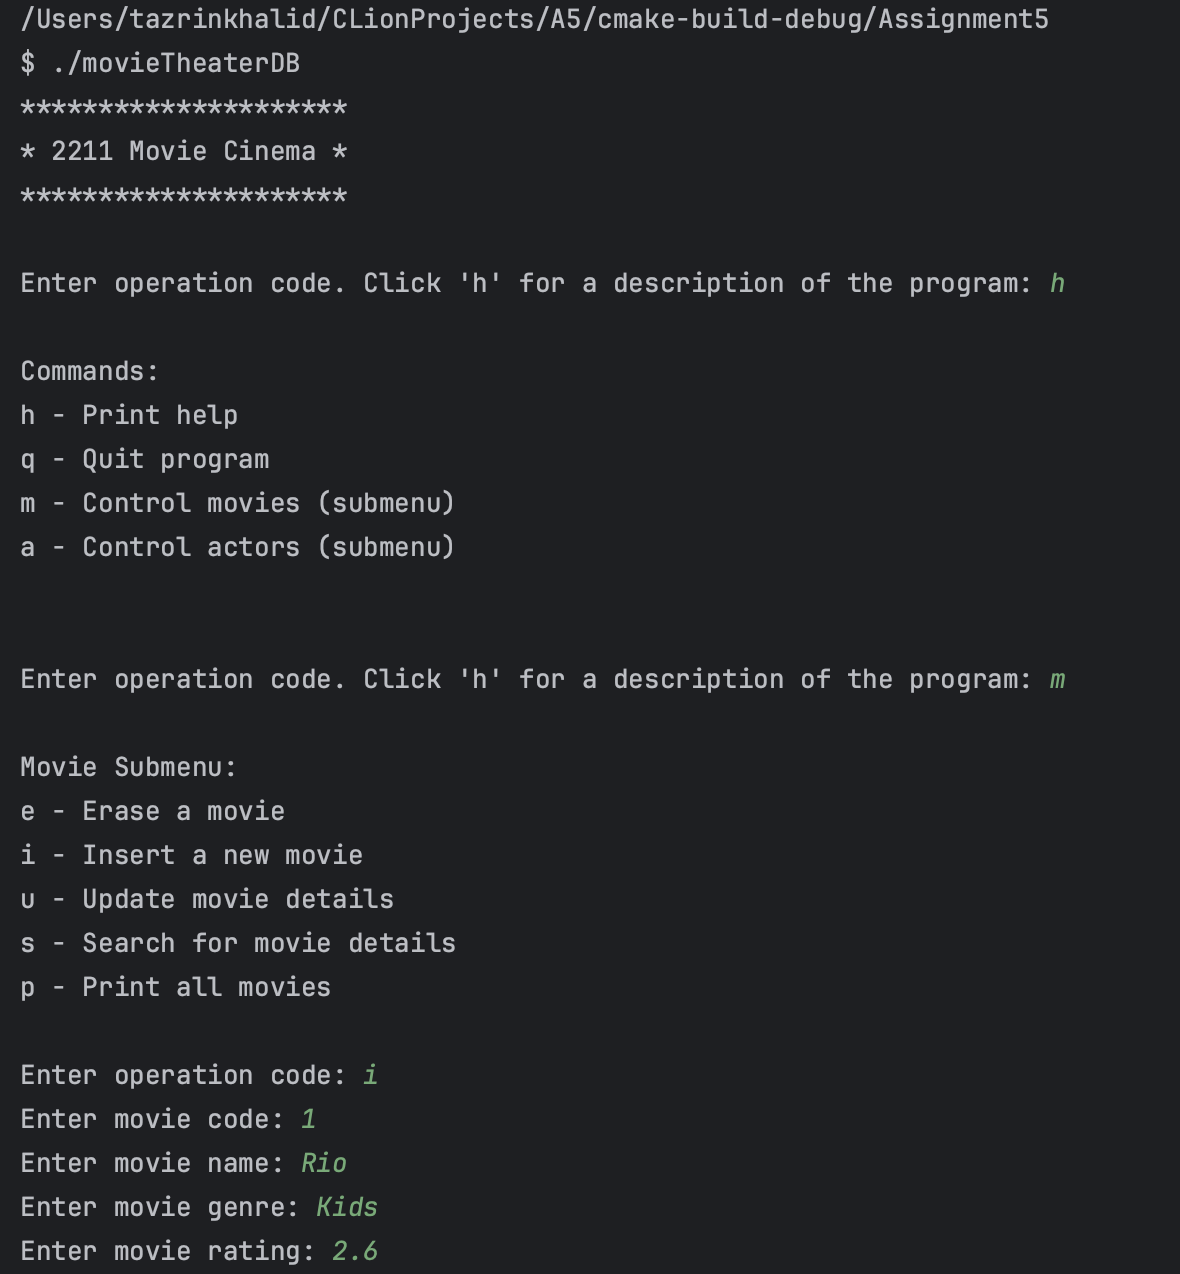 /Users/tazrinkhalid/CLionProjects/A5/cmake-build-debug/Assignment5
$ ./movieTheaterDB
*********************
* 2211 Movie Cinema *
*********************
Enter operation code. Click 'h' for a description of the program: h
Commands:
h - Print help
q - Quit program
m - Control movies (submenu)
a - Control actors (submenu)
Enter operation code. Click 'h' for a description of the program: m
Movie Submenu:
e - Erase a movie
i - Insert a new movie
u - Update movie details
s - Search for movie details
p - Print all movies
Enter operation code: i
Enter movie code: 1
Enter movie name: Rio
Enter movie genre: Kids
Enter movie rating: 2.6